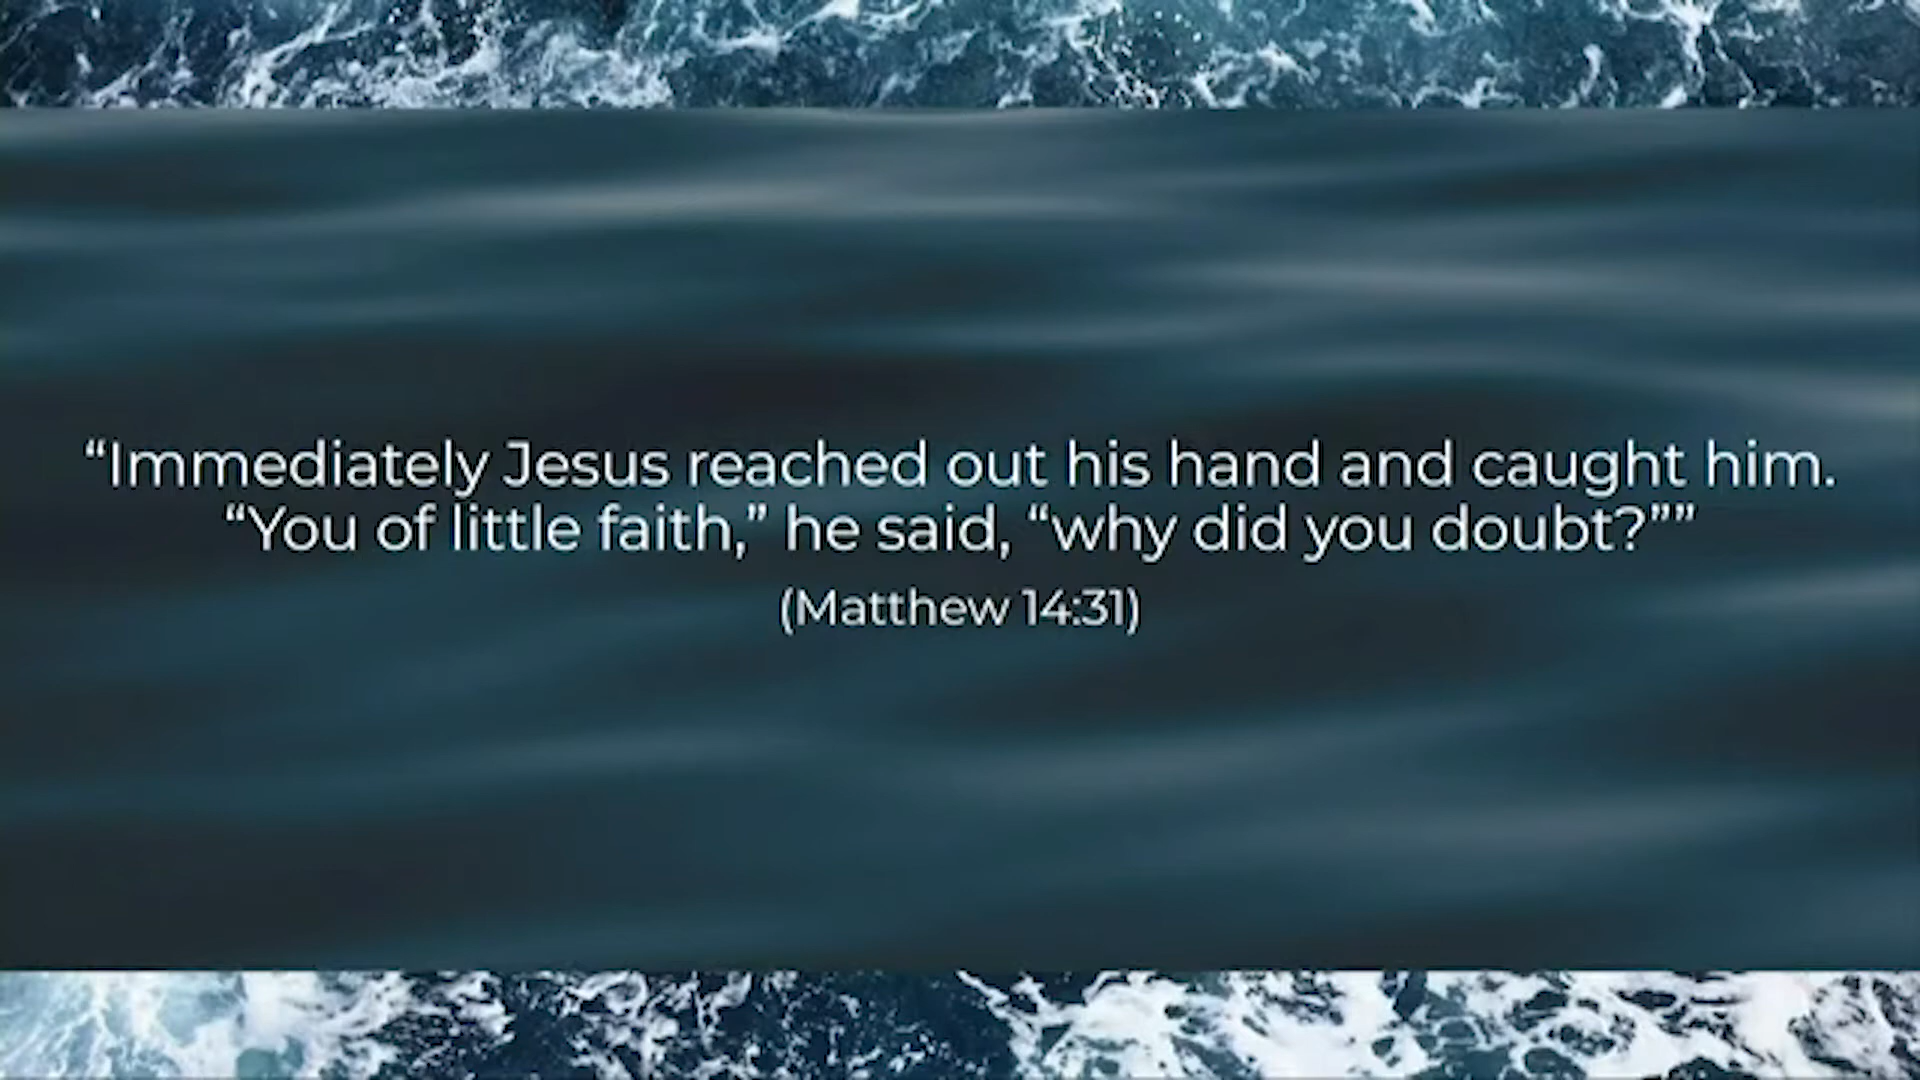 “Immediately Jesus reached out his hand and caught him.
“You of little faith,” he said, “why did you doubt?””
(Matthew 14:31)